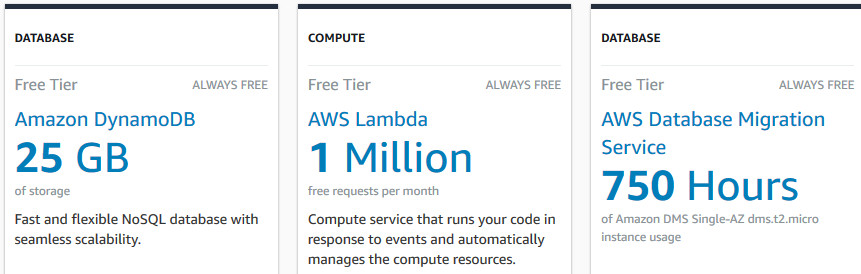 DATABASE
Free Tier
ALWAYS FREE
Amazon DynamoDB
25 GB
of storage
Fast and flexible NoSQL database with
seamless scalability.
COMPUTE
Free Tier
ALWAYS FREE
AWS Lambda
1 Million
free requests per month
Compute service that runs your code in
response to events and automatically
manages the compute resources.
DATABASE
Free Tier
ALWAYS FREE
AWS Database Migration
Service
750 Hours
of Amazon DMS Single-AZ dms.t2.micro
instance usage